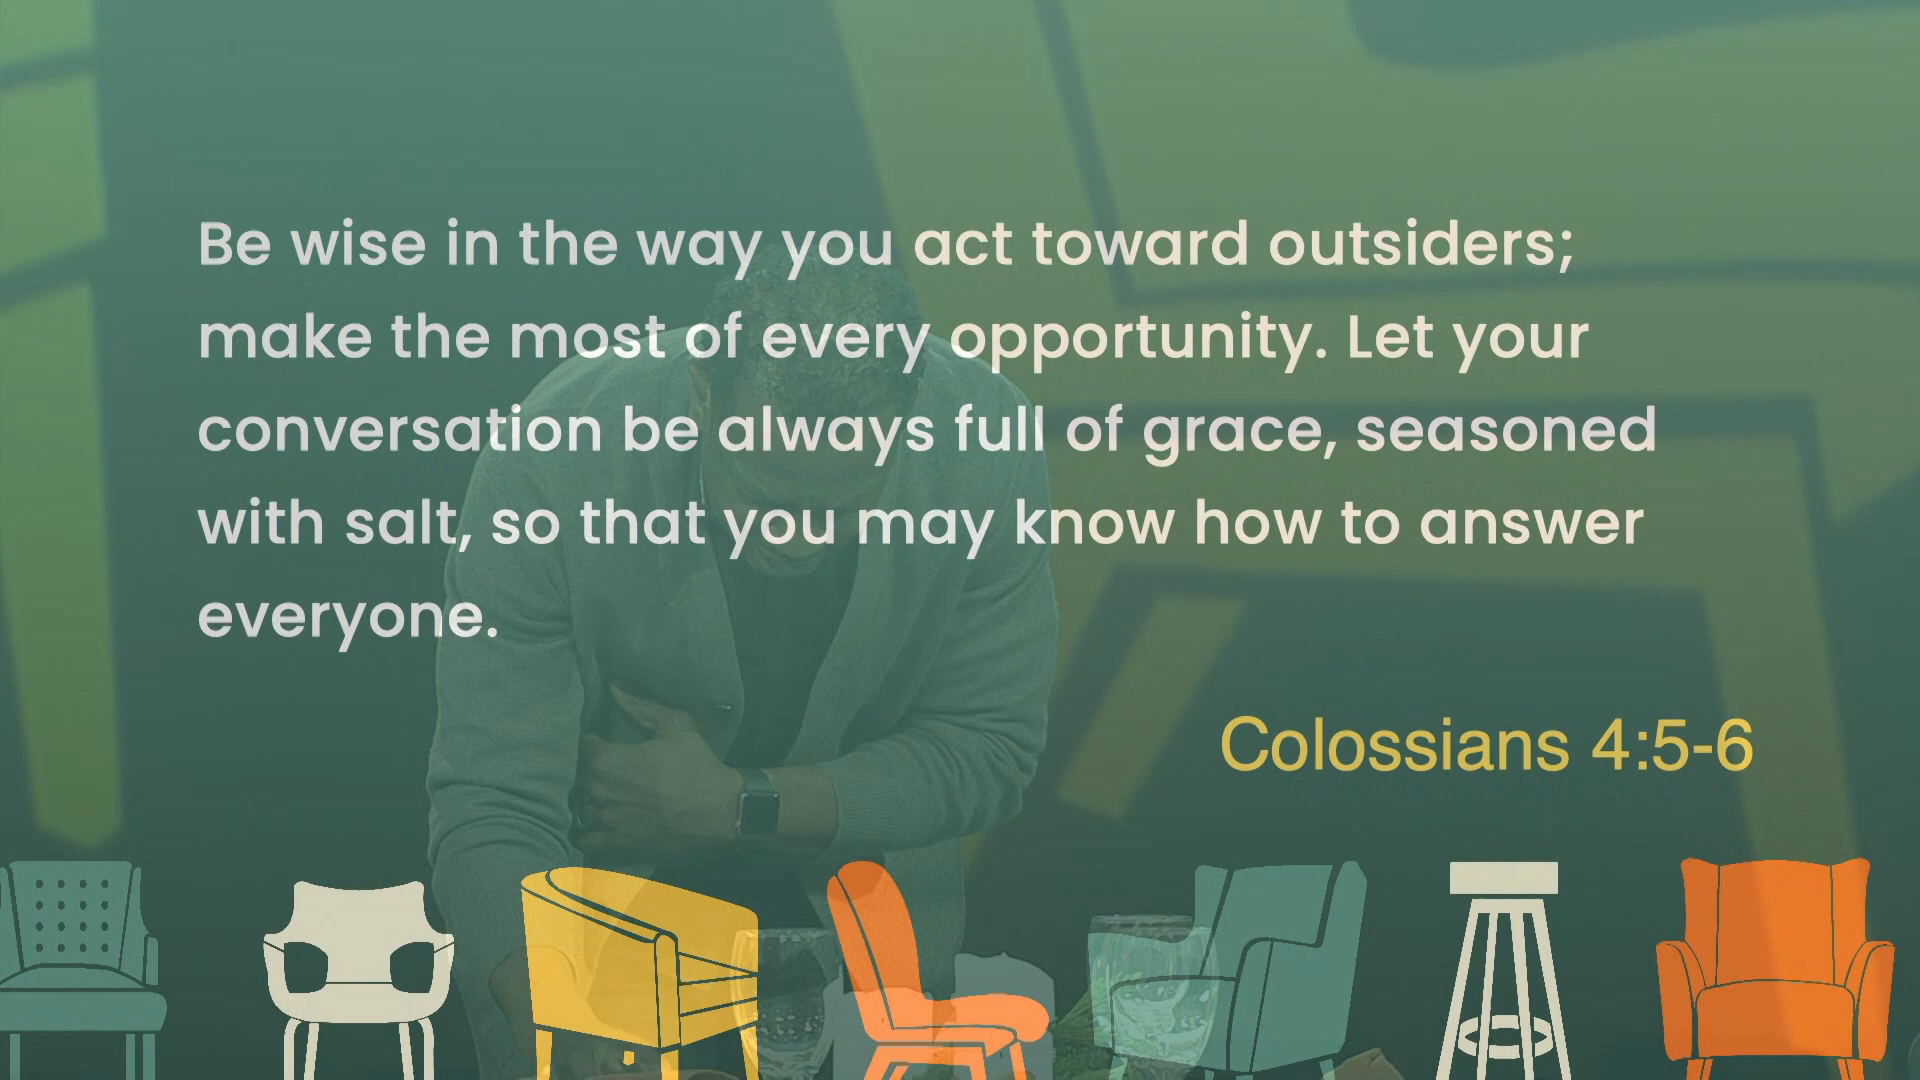 Be wise in the way you act toward outsiders;
make the most of every opportunity. Let your
conversation be always full of grace, seasoned
with salt, so that you may know how to answer
everyone.
Colossians 4:5-6